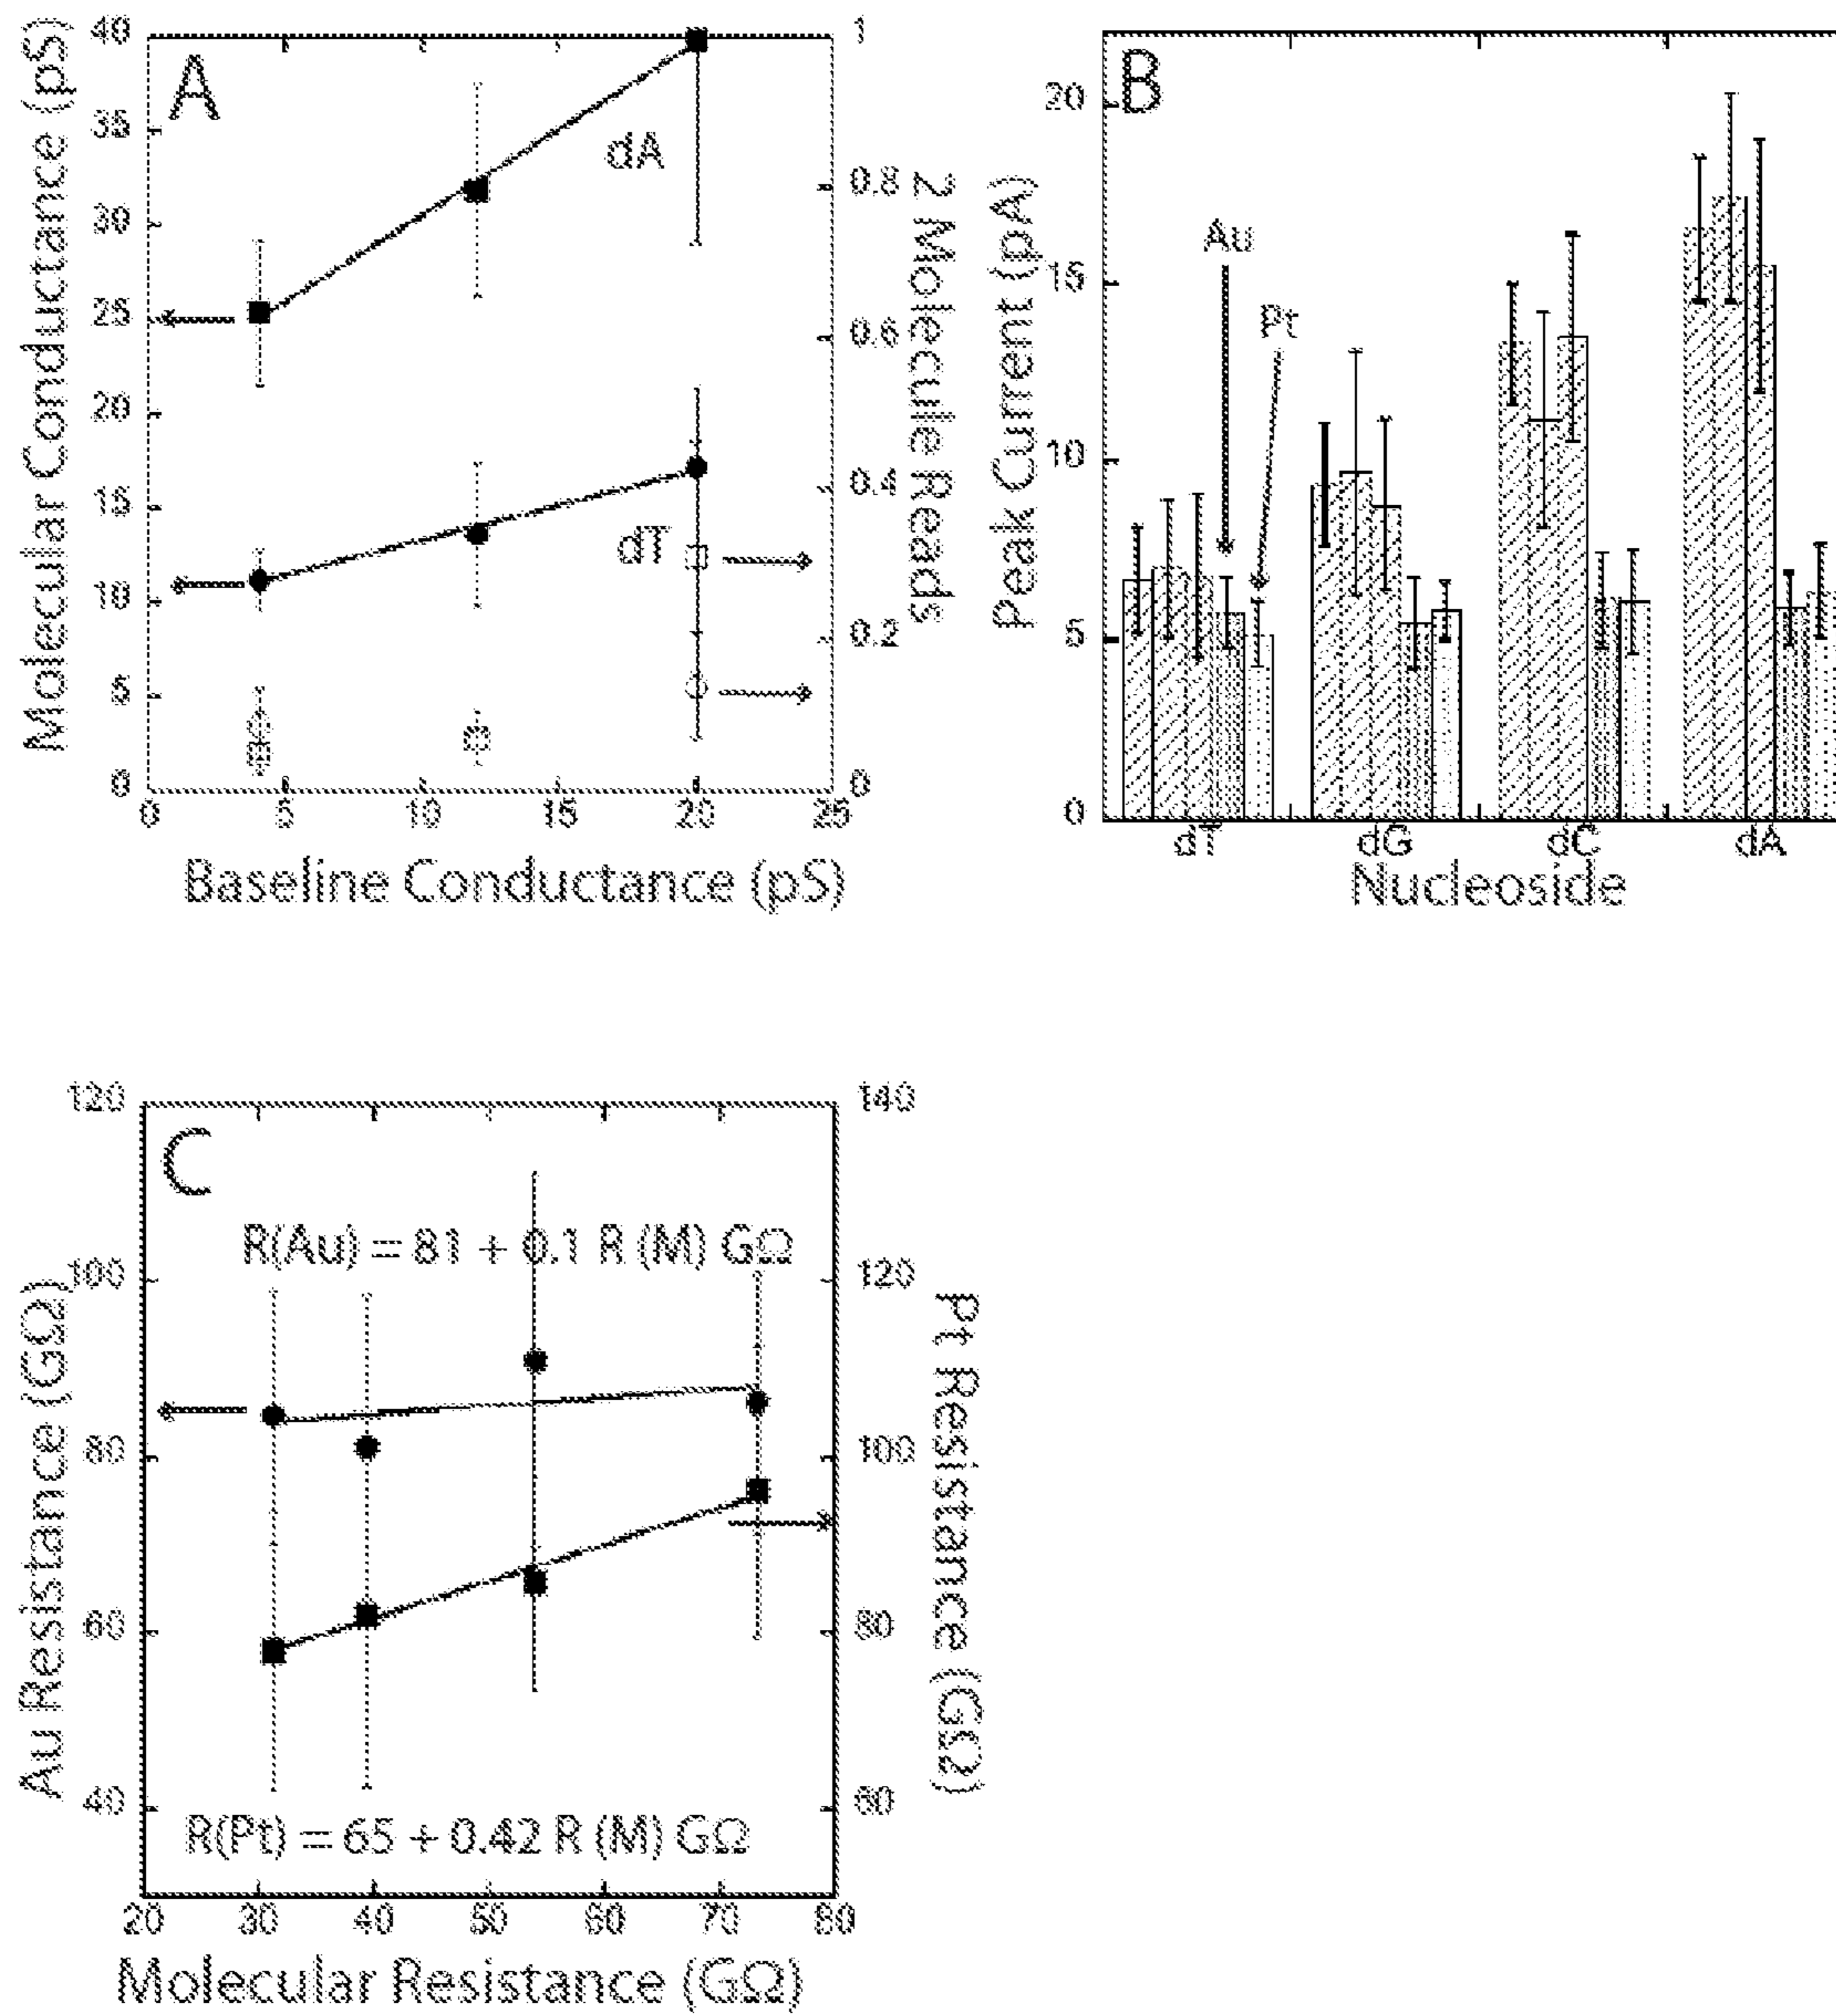 A
Molecular Conductance (pS)
40
35
30
25
20
15
10
5
0
0
5
10
15
20
25
Baseline Conductance (pS)
1
0.8
0.6
0.4
0.2
0
2 Molecule Reads
dA
dT
B
Peak Current (pA)
20
15
10
5
0
Au
Pt
dT
dG
dC
dA
Nucleoside
C
Au Resistance (GΩ)
120
100
80
60
40
R(Au) = 81 + 0.1 R (M) GΩ
R(Pt) = 65 + 0.42 R (M) GΩ
20
30
40
50
60
70
80
Molecular Resistance (GΩ)
140
120
100
80
60
Pt Resistance (GΩ)